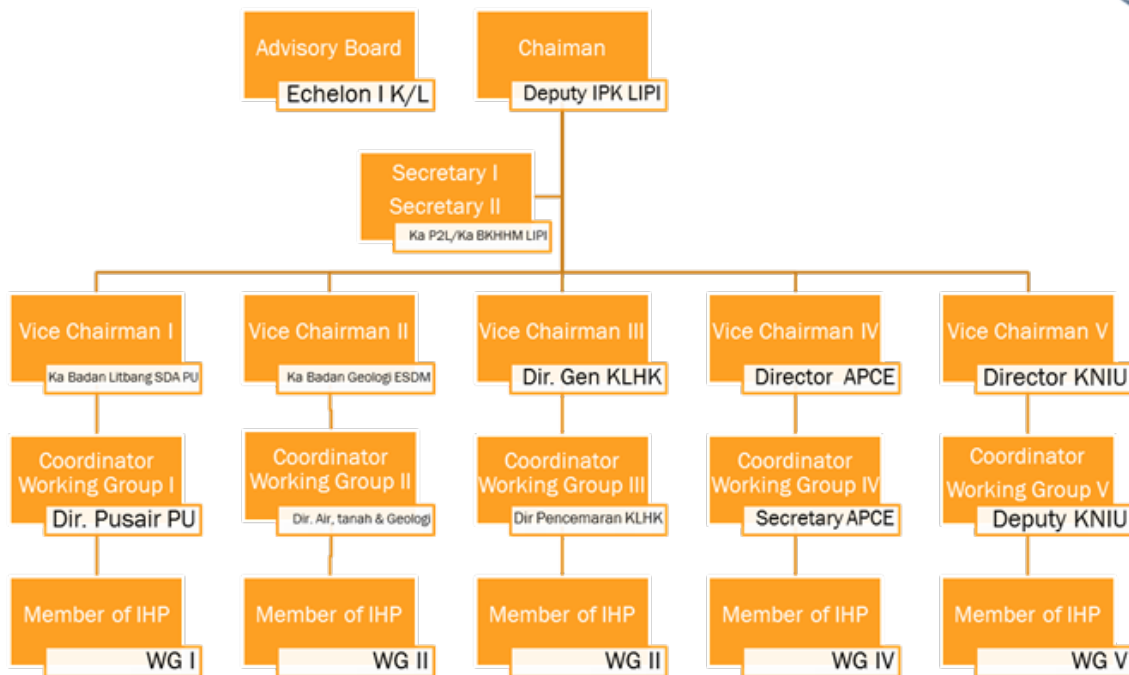 Advisory Board
Echelon I K/L
Chaiman
Deputy IPK LIPI
Secretary I
Secretary II
Ka P2L/Ka BKHHM LIPI
Vice Chairman I
Ka Badan Litbang SDA PU
Vice Chairman II
Ka Badan Geologi ESDM
Vice Chairman III
Dir. Gen KLHK
Vice Chairman IV
Director APCE
Vice Chairman V
Director KNIU
Coordinator
Working Group I
Dir. Pusair PU
Coordinator
Working Group II
Dir. Air, tanah & Geologi
Coordinator
Working Group III
Dir Pencemaran KLHK
Coordinator
Working Group IV
Secretary APCE
Coordinator
Working Group V
Deputy KNIU
Member of IHP
WG I
Member of IHP
WG II
Member of IHP
WG II
Member of IHP
WG IV
Member of IHP
WG V